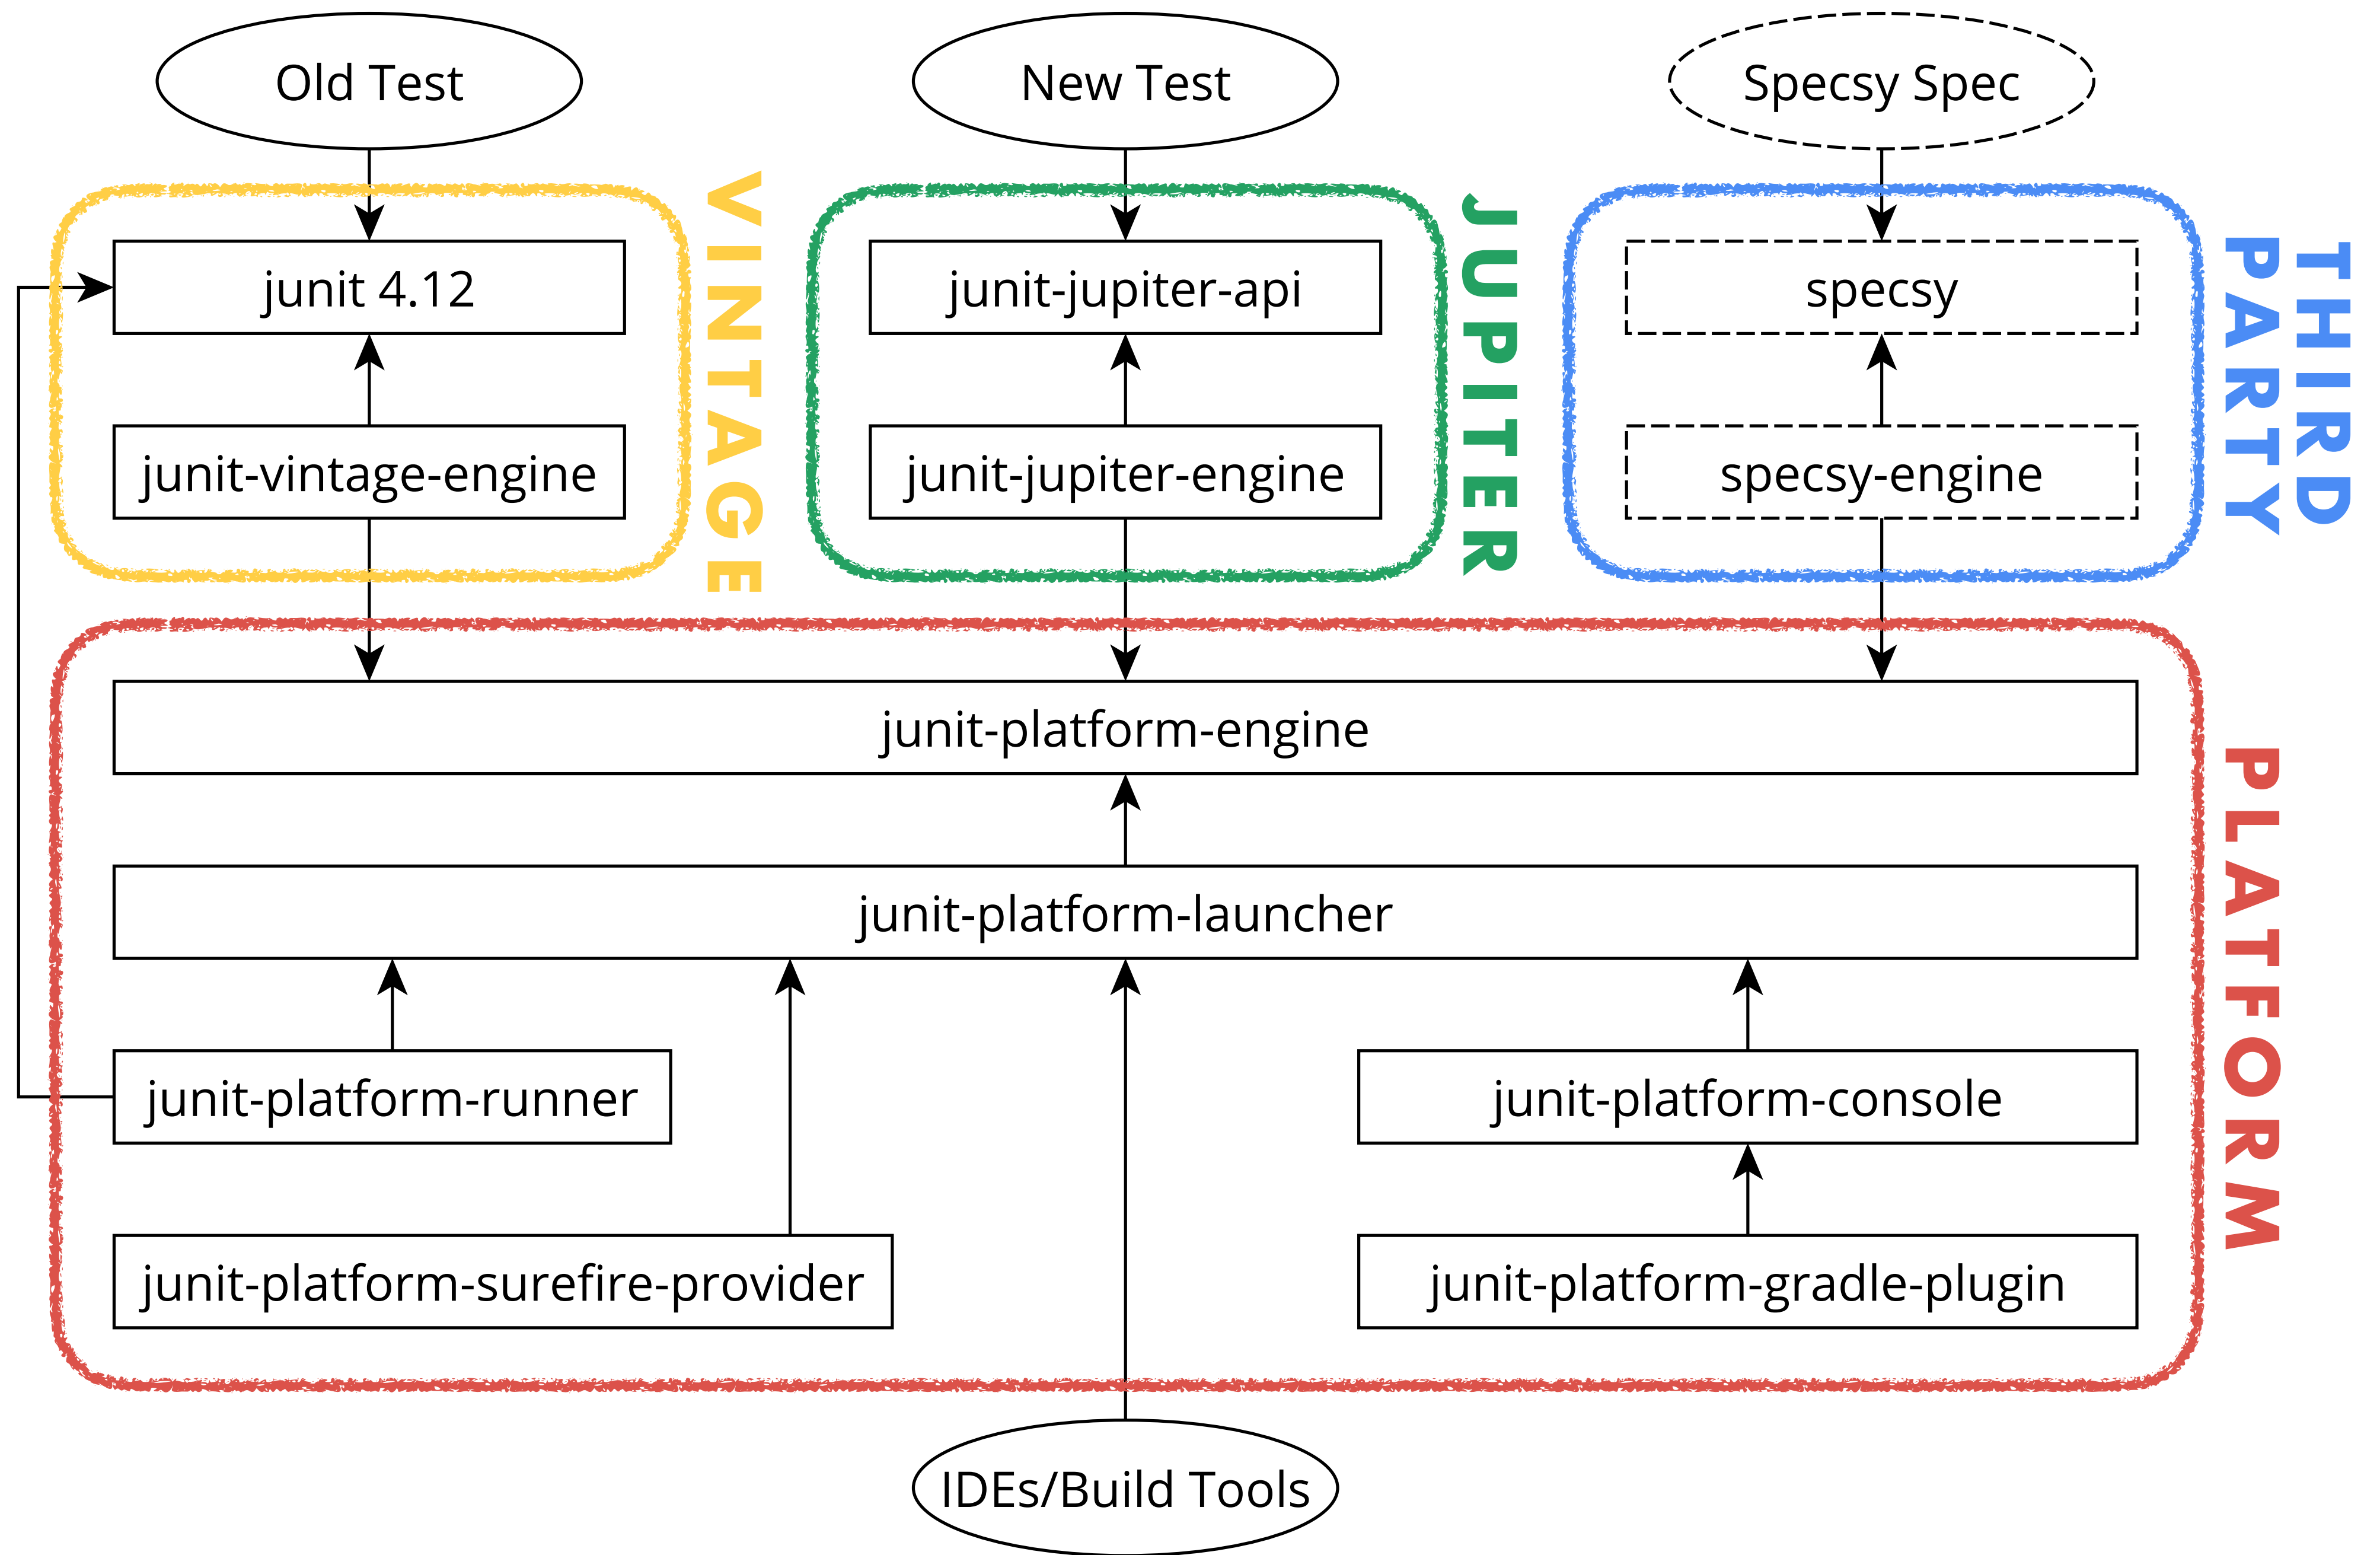 Old Test
New Test
Specsy Spec
VINTAGE
JUPITER
THIRD
PARTY
junit 4.12
junit-jupiter-api
specsy
junit-vintage-engine
junit-jupiter-engine
specsy-engine
PLATFORM
junit-platform-engine
junit-platform-launcher
junit-platform-runner
junit-platform-console
junit-platform-surefire-provider
junit-platform-gradle-plugin
IDEs/Build Tools